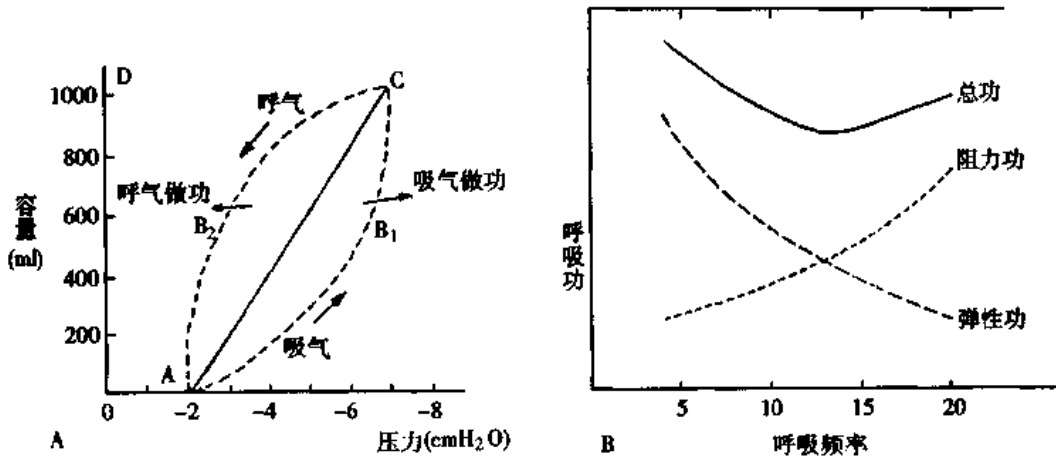 D
1000
800
600
400
200
容量
(ml)
呼气
C
呼气做功
B₂
吸气做功
B₁
吸气
A
0
-2
-4
-6
-8
压力(cmH₂O)
A
呼吸功
总功
阻力功
弹性功
5
10
15
20
呼吸频率
B